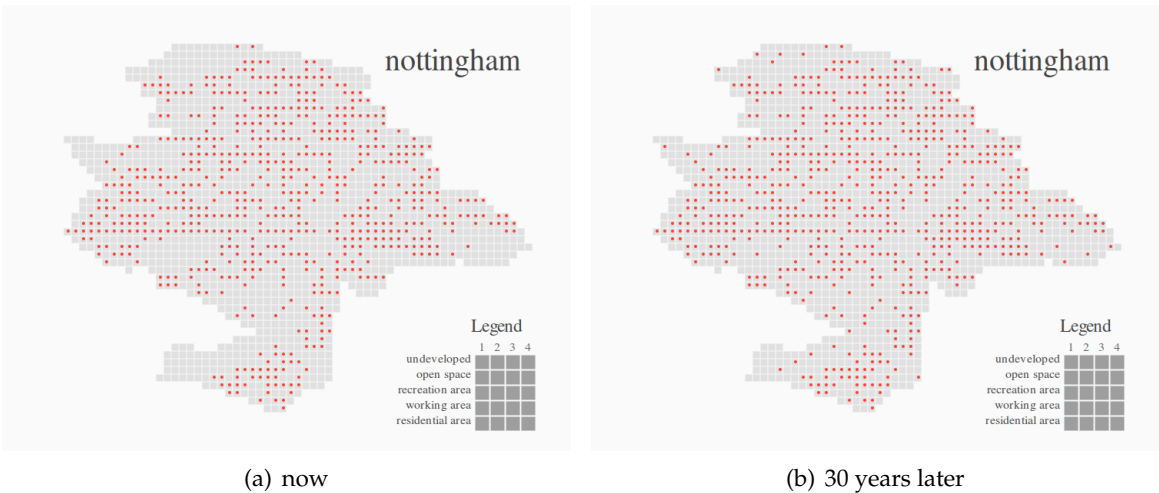 nottingham
Legend
1 2 3 4
undeveloped
open space
recreation area
working area
residential area
(a) now
nottingham
Legend
1 2 3 4
undeveloped
open space
recreation area
working area
residential area
(b) 30 years later